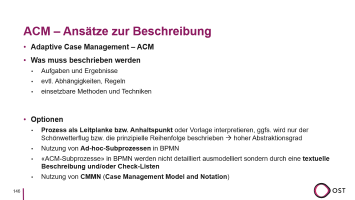 ACM – Ansätze zur Beschreibung
• Adaptive Case Management – ACM
• Was muss beschrieben werden
• Aufgaben und Ergebnisse
• evtl. Abhängigkeiten, Regeln
• einsetzbare Methoden und Techniken
• Optionen
• Prozess als Leitplanke bzw. Anhaltspunkt oder Vorlage interpretieren, ggfs. wird nur der
Schönwetterflug bzw. die prinzipielle Reihenfolge beschrieben → hoher Abstraktionsgrad
• Nutzung von Ad-hoc-Subprozessen in BPMN
• «ACM-Subprozesse» in BPMN werden nicht detailliert ausmodelliert sondern durch eine textuelle
Beschreibung und/oder Check-Listen
• Nutzung von CMMN (Case Management Model and Notation)
OST